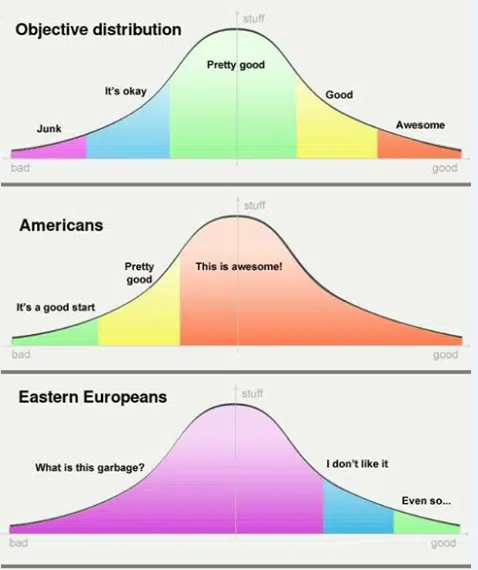 Objective distribution
stuff
Pretty good
It's okay
Good
Junk
Awesome
bad
good
Americans
stuff
Pretty
good
This is awesome!
It's a good start
bad
good
Eastern Europeans
stuff
What is this garbage?
I don't like it
Even so...
bad
good